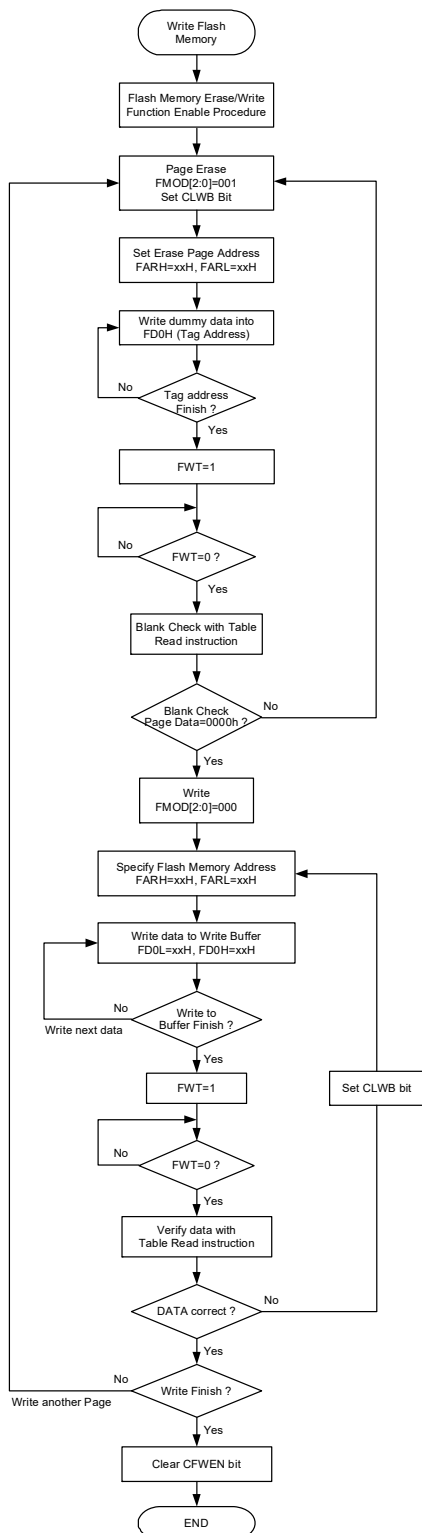 Write Flash
Memory
Flash Memory Erase/Write
Function Enable Procedure
Page Erase
FMOD[2:0]=001
Set CLWB Bit
Set Erase Page Address
FARH=xxH, FARL=xxH
Write dummy data into
FD0H (Tag Address)
No
Tag address
Finish ?
Yes
FWT=1
No
FWT=0 ?
Yes
Blank Check with Table
Read instruction
No
Blank Check
Page Data=0000h ?
Yes
Write
FMOD[2:0]=000
Specify Flash Memory Address
FARH=xxH, FARL=xxH
Write data to Write Buffer
FD0L=xxH, FD0H=xxH
No
Write to
Buffer Finish ?
Write next data
Yes
FWT=1
Set CLWB bit
No
FWT=0 ?
Yes
Verify data with
Table Read instruction
No
DATA correct ?
Yes
No
Write Finish ?
Write another Page
Yes
Clear CFWEN bit
END